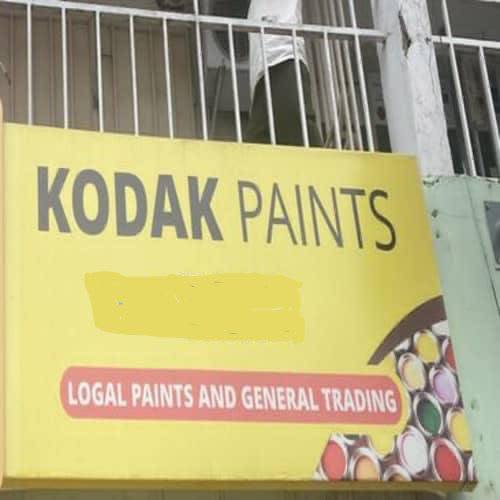 KODAK PAINTS
LOGAL PAINTS AND GENERAL TRADING